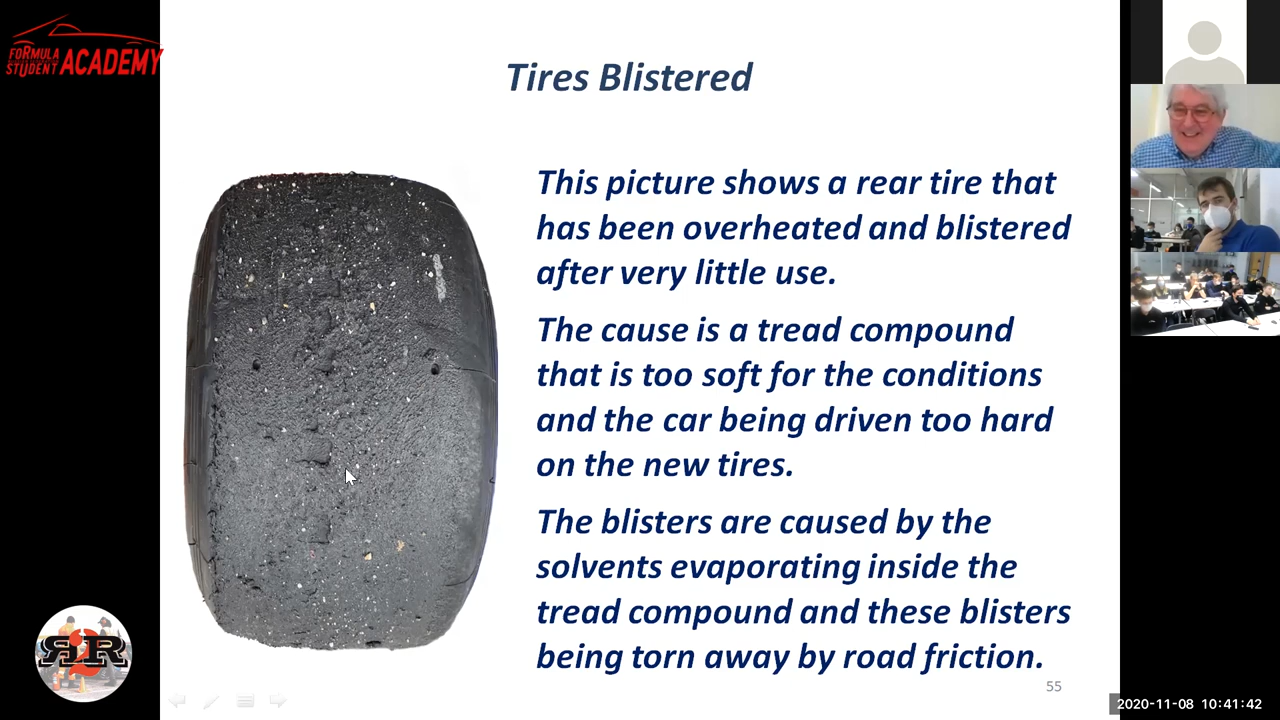 FORMULA
STUDENT ACADEMY
Tires Blistered
This picture shows a rear tire that
has been overheated and blistered
after very little use.
The cause is a tread compound
that is too soft for the conditions
and the car being driven too hard
on the new tires.
The blisters are caused by the
solvents evaporating inside the
tread compound and these blisters
being torn away by road friction.
R2R
55
2020-11-08 10:41:42